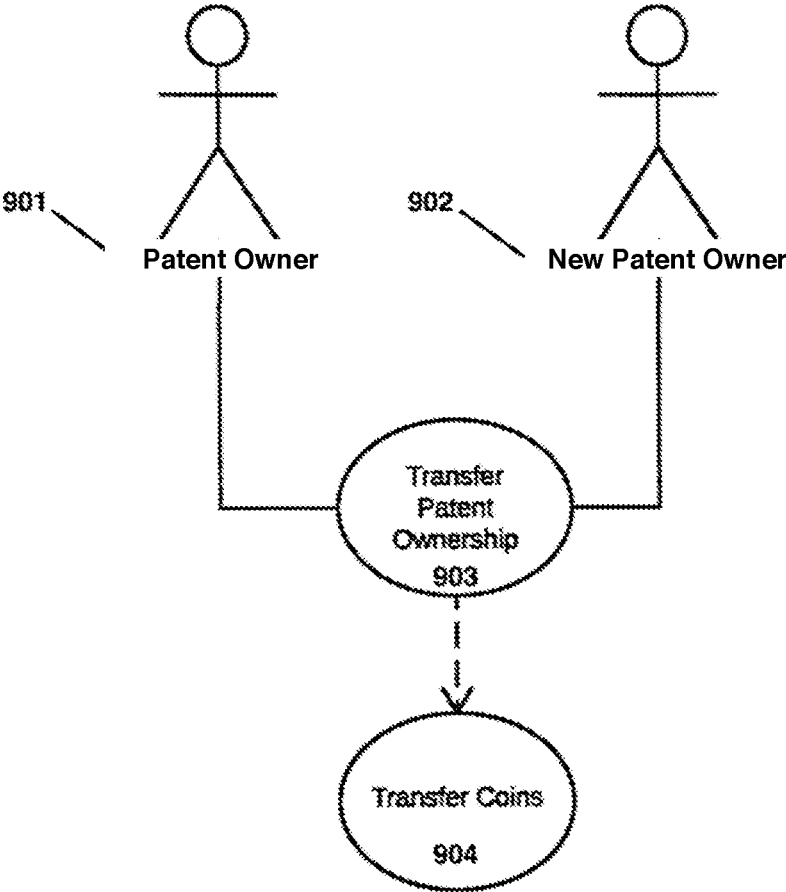 901
902
Patent Owner
New Patent Owner
Transfer
Patent
Ownership
903
Transfer Coins
904